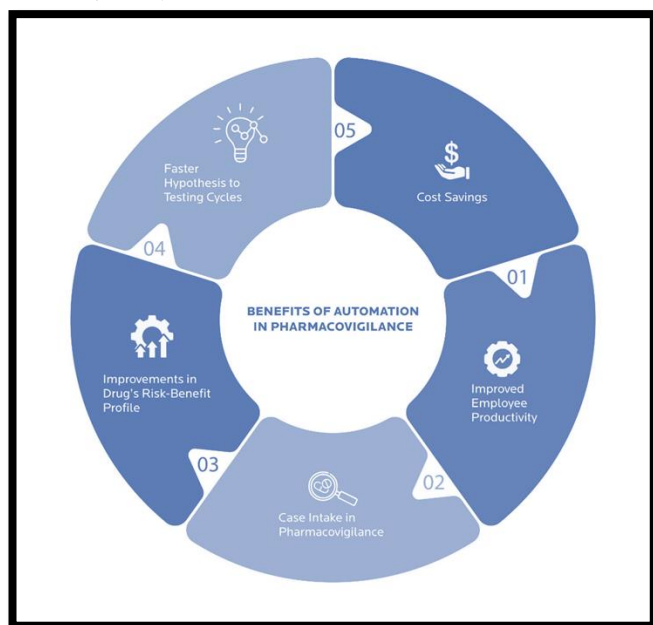 BENEFITS OF AUTOMATION
IN PHARMACOVIGILANCE
05
$
Cost Savings
01
Improved
Employee
Productivity
02
Case Intake in
Pharmacovigilance
03
Improvements in
Drug's Risk-Benefit
Profile
04
Faster
Hypothesis to
Testing Cycles